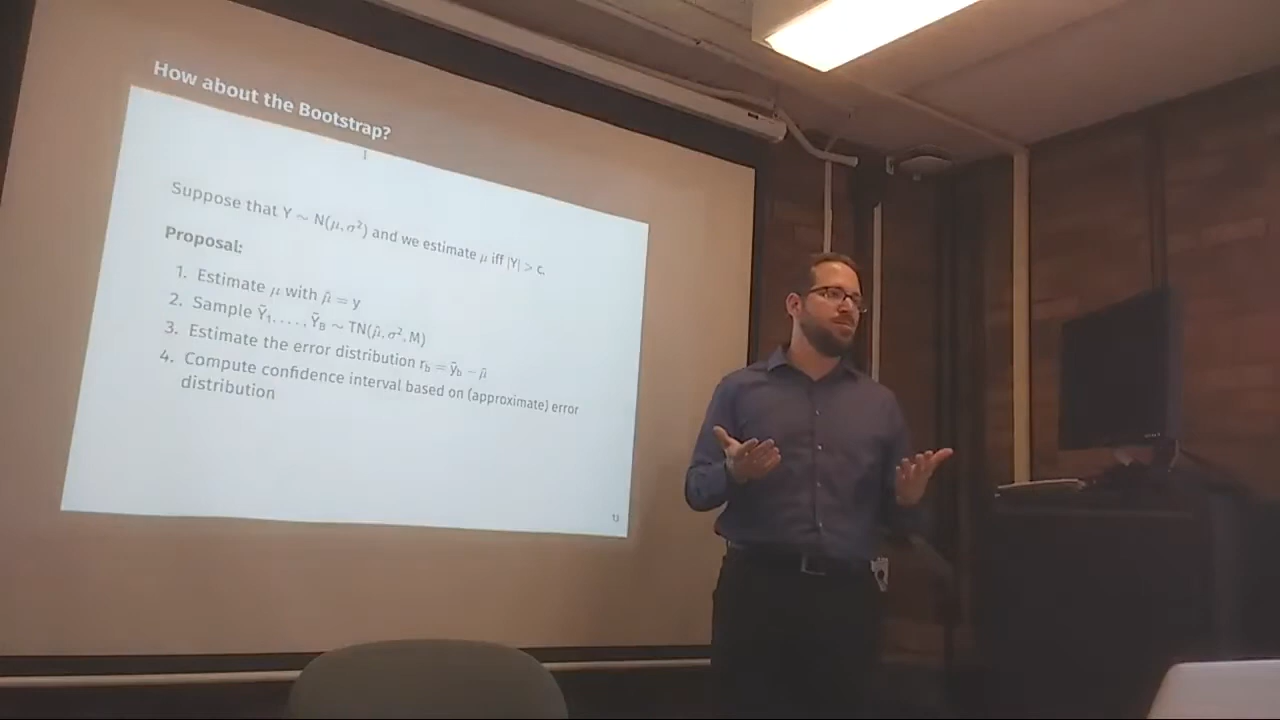 How about the Bootstrap?
Suppose that Y ∼ N(μ, σ²) and we estimate μ iff |Y| > c.
Proposal:
1. Estimate μ with μ̃ = y
2. Sample Ỹ₁, . . . , Ỹ_B ∼ TN(μ̃, σ², M)
3. Estimate the error distribution r_b = ỹ_b − μ̃
4. Compute confidence interval based on (approximate) error
distribution
13